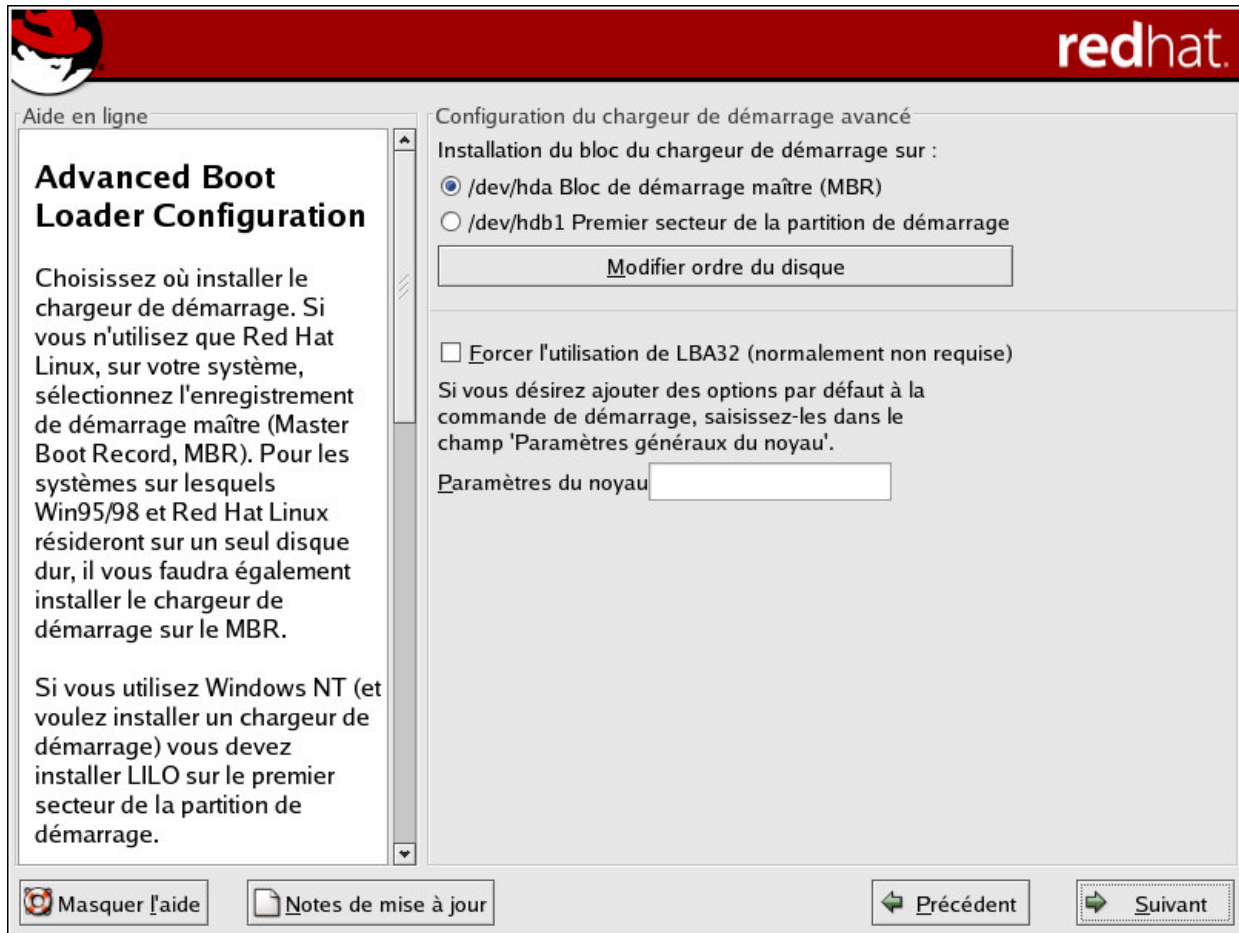 redhat.
Aide en ligne
Advanced Boot
Loader Configuration
Choisissez où installer le
chargeur de démarrage. Si
vous n'utilisez que Red Hat
Linux, sur votre système,
sélectionnez l'enregistrement
de démarrage maître (Master
Boot Record, MBR). Pour les
systèmes sur lesquels
Win95/98 et Red Hat Linux
résideront sur un seul disque
dur, il vous faudra également
installer le chargeur de
démarrage sur le MBR.
Si vous utilisez Windows NT (et
voulez installer un chargeur de
démarrage) vous devez
installer LILO sur le premier
secteur de la partition de
démarrage.
Configuration du chargeur de démarrage avancé
Installation du bloc du chargeur de démarrage sur :
/dev/hda Bloc de démarrage maître (MBR)
/dev/hdb1 Premier secteur de la partition de démarrage
Modifier ordre du disque
Forcer l'utilisation de LBA32 (normalement non requise)
Si vous désirez ajouter des options par défaut à la
commande de démarrage, saisissez-les dans le
champ 'Paramètres généraux du noyau'.
Paramètres du noyau
Masquer l'aide
Notes de mise à jour
Précédent
Suivant